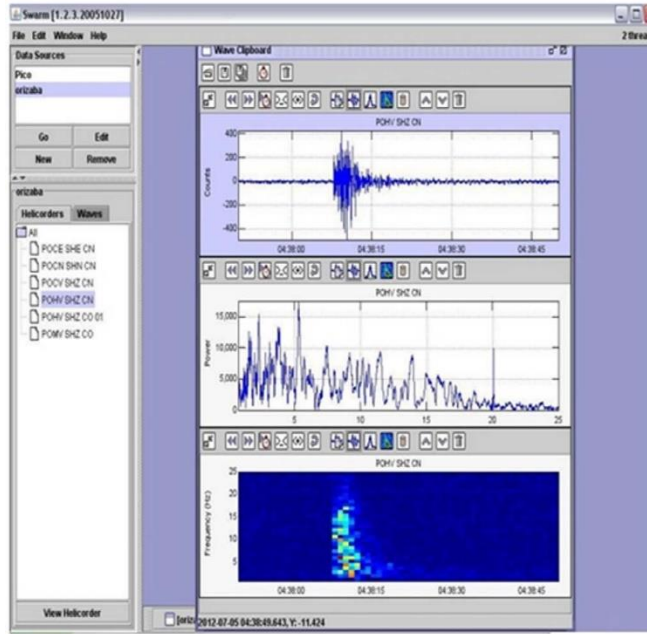 Swarm [1.2.3.20051027]
File Edit Window Help
2 threa
Data Sources
Pico
orizaba
Go Edit
New Remove
orizaba
Helicorders Waves
All
POCE SHE CN
POCN SHN CN
POCV SHZ CN
POHV SHZ CN
POHV SHZ CO 01
POMV SHZ CO
View Helicorder
Wave Clipboard
POHV SHZ CN
Counts
400
200
0
-200
-400
04:38:00 04:38:15 04:38:30 04:38:45
POHV SHZ CN
Power
15,000
10,000
5,000
0
5 10 15 20 25
POHV SHZ CN
Frequency (Hz)
25
20
15
10
5
04:38:00 04:38:15 04:38:30 04:38:45
[oriz
2012-07-05 04:38:49.643, Y: -11.424